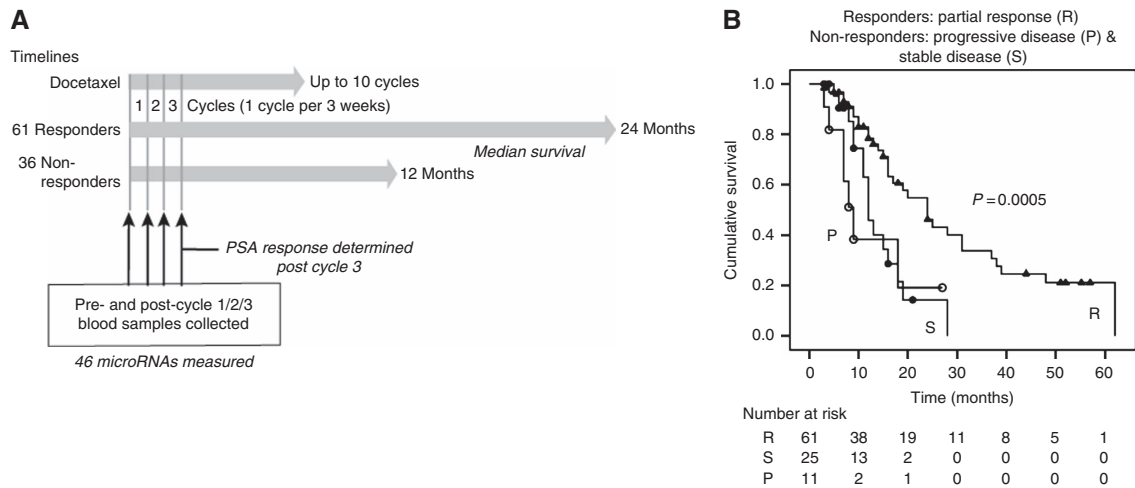 A
Timelines
Docetaxel
Up to 10 cycles
1 2 3 Cycles (1 cycle per 3 weeks)
61 Responders
24 Months
Median survival
36 Non-
responders
12 Months
PSA response determined
post cycle 3
Pre- and post-cycle 1/2/3
blood samples collected
46 microRNAs measured
B
Responders: partial response (R)
Non-responders: progressive disease (P) &
stable disease (S)
Cumulative survival
1.0
0.8
0.6
0.4
0.2
0.0
P = 0.0005
P
S
R
0 10 20 30 40 50 60
Time (months)
Number at risk
R 61 38 19 11 8 5 1
S 25 13 2 0 0 0 0
P 11 2 1 0 0 0 0